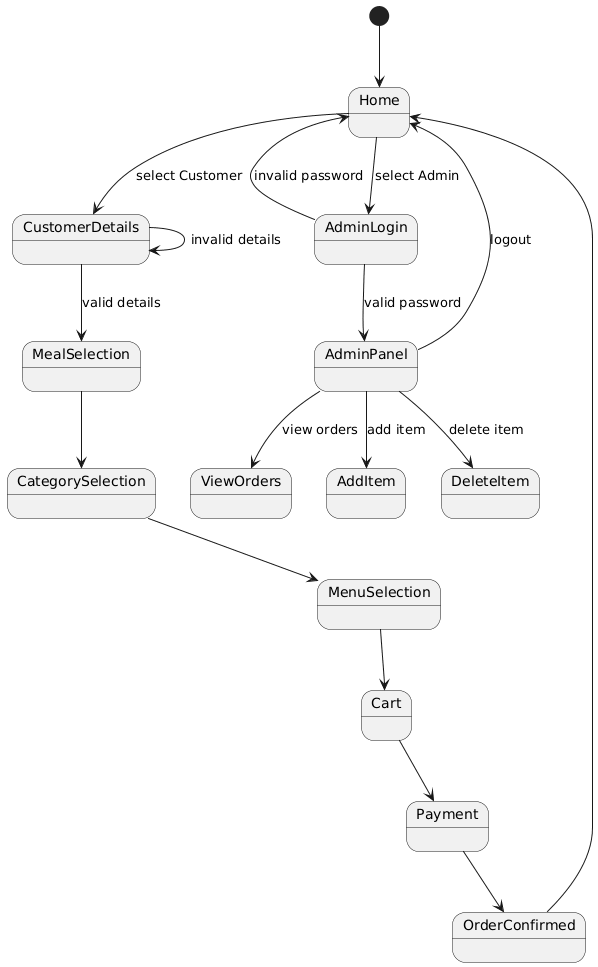 Home
select Customer
invalid password
select Admin
CustomerDetails
invalid details
AdminLogin
logout
valid details
valid password
MealSelection
AdminPanel
view orders
add item
delete item
CategorySelection
ViewOrders
AddItem
DeleteItem
MenuSelection
Cart
Payment
OrderConfirmed